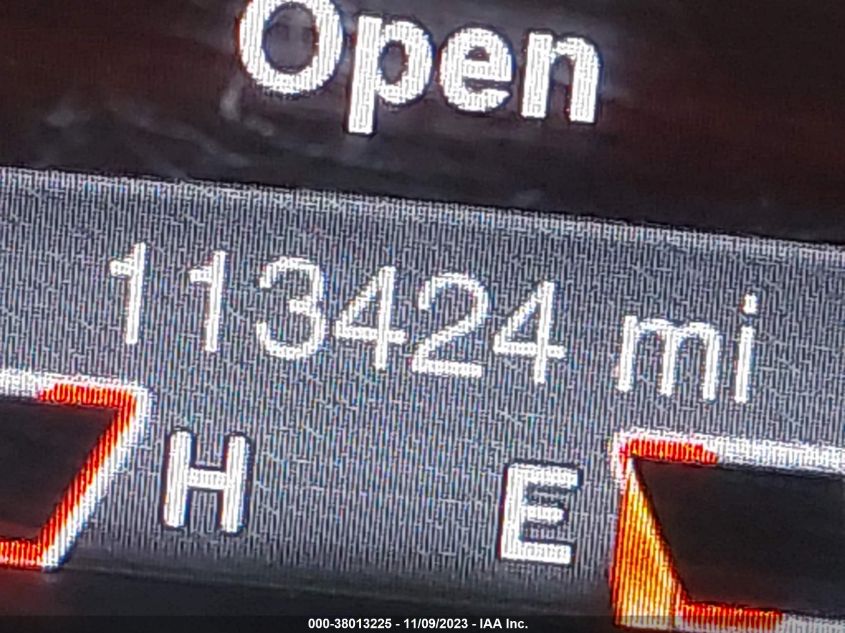 Open
113424 mi
H E
000-38013225 - 11/09/2023 - IAA Inc.